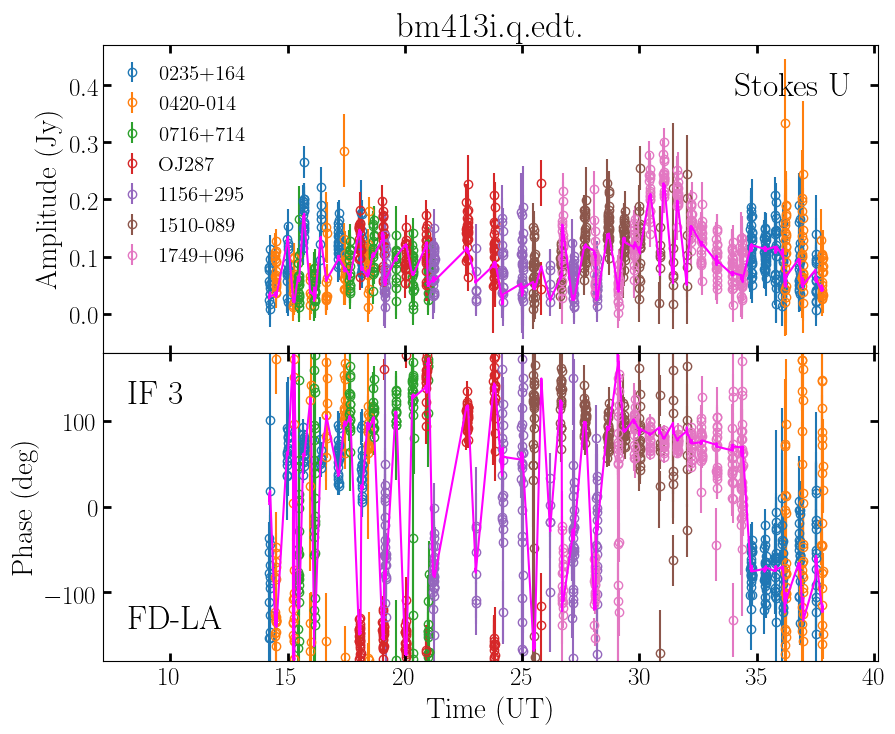 bm413i.q.edt.
Amplitude (Jy)
0.4
0.3
0.2
0.1
0.0
0235+164
0420-014
0716+714
OJ287
1156+295
1510-089
1749+096
Stokes U
Phase (deg)
100
0
−100
IF 3
FD-LA
10 15 20 25 30 35 40
Time (UT)